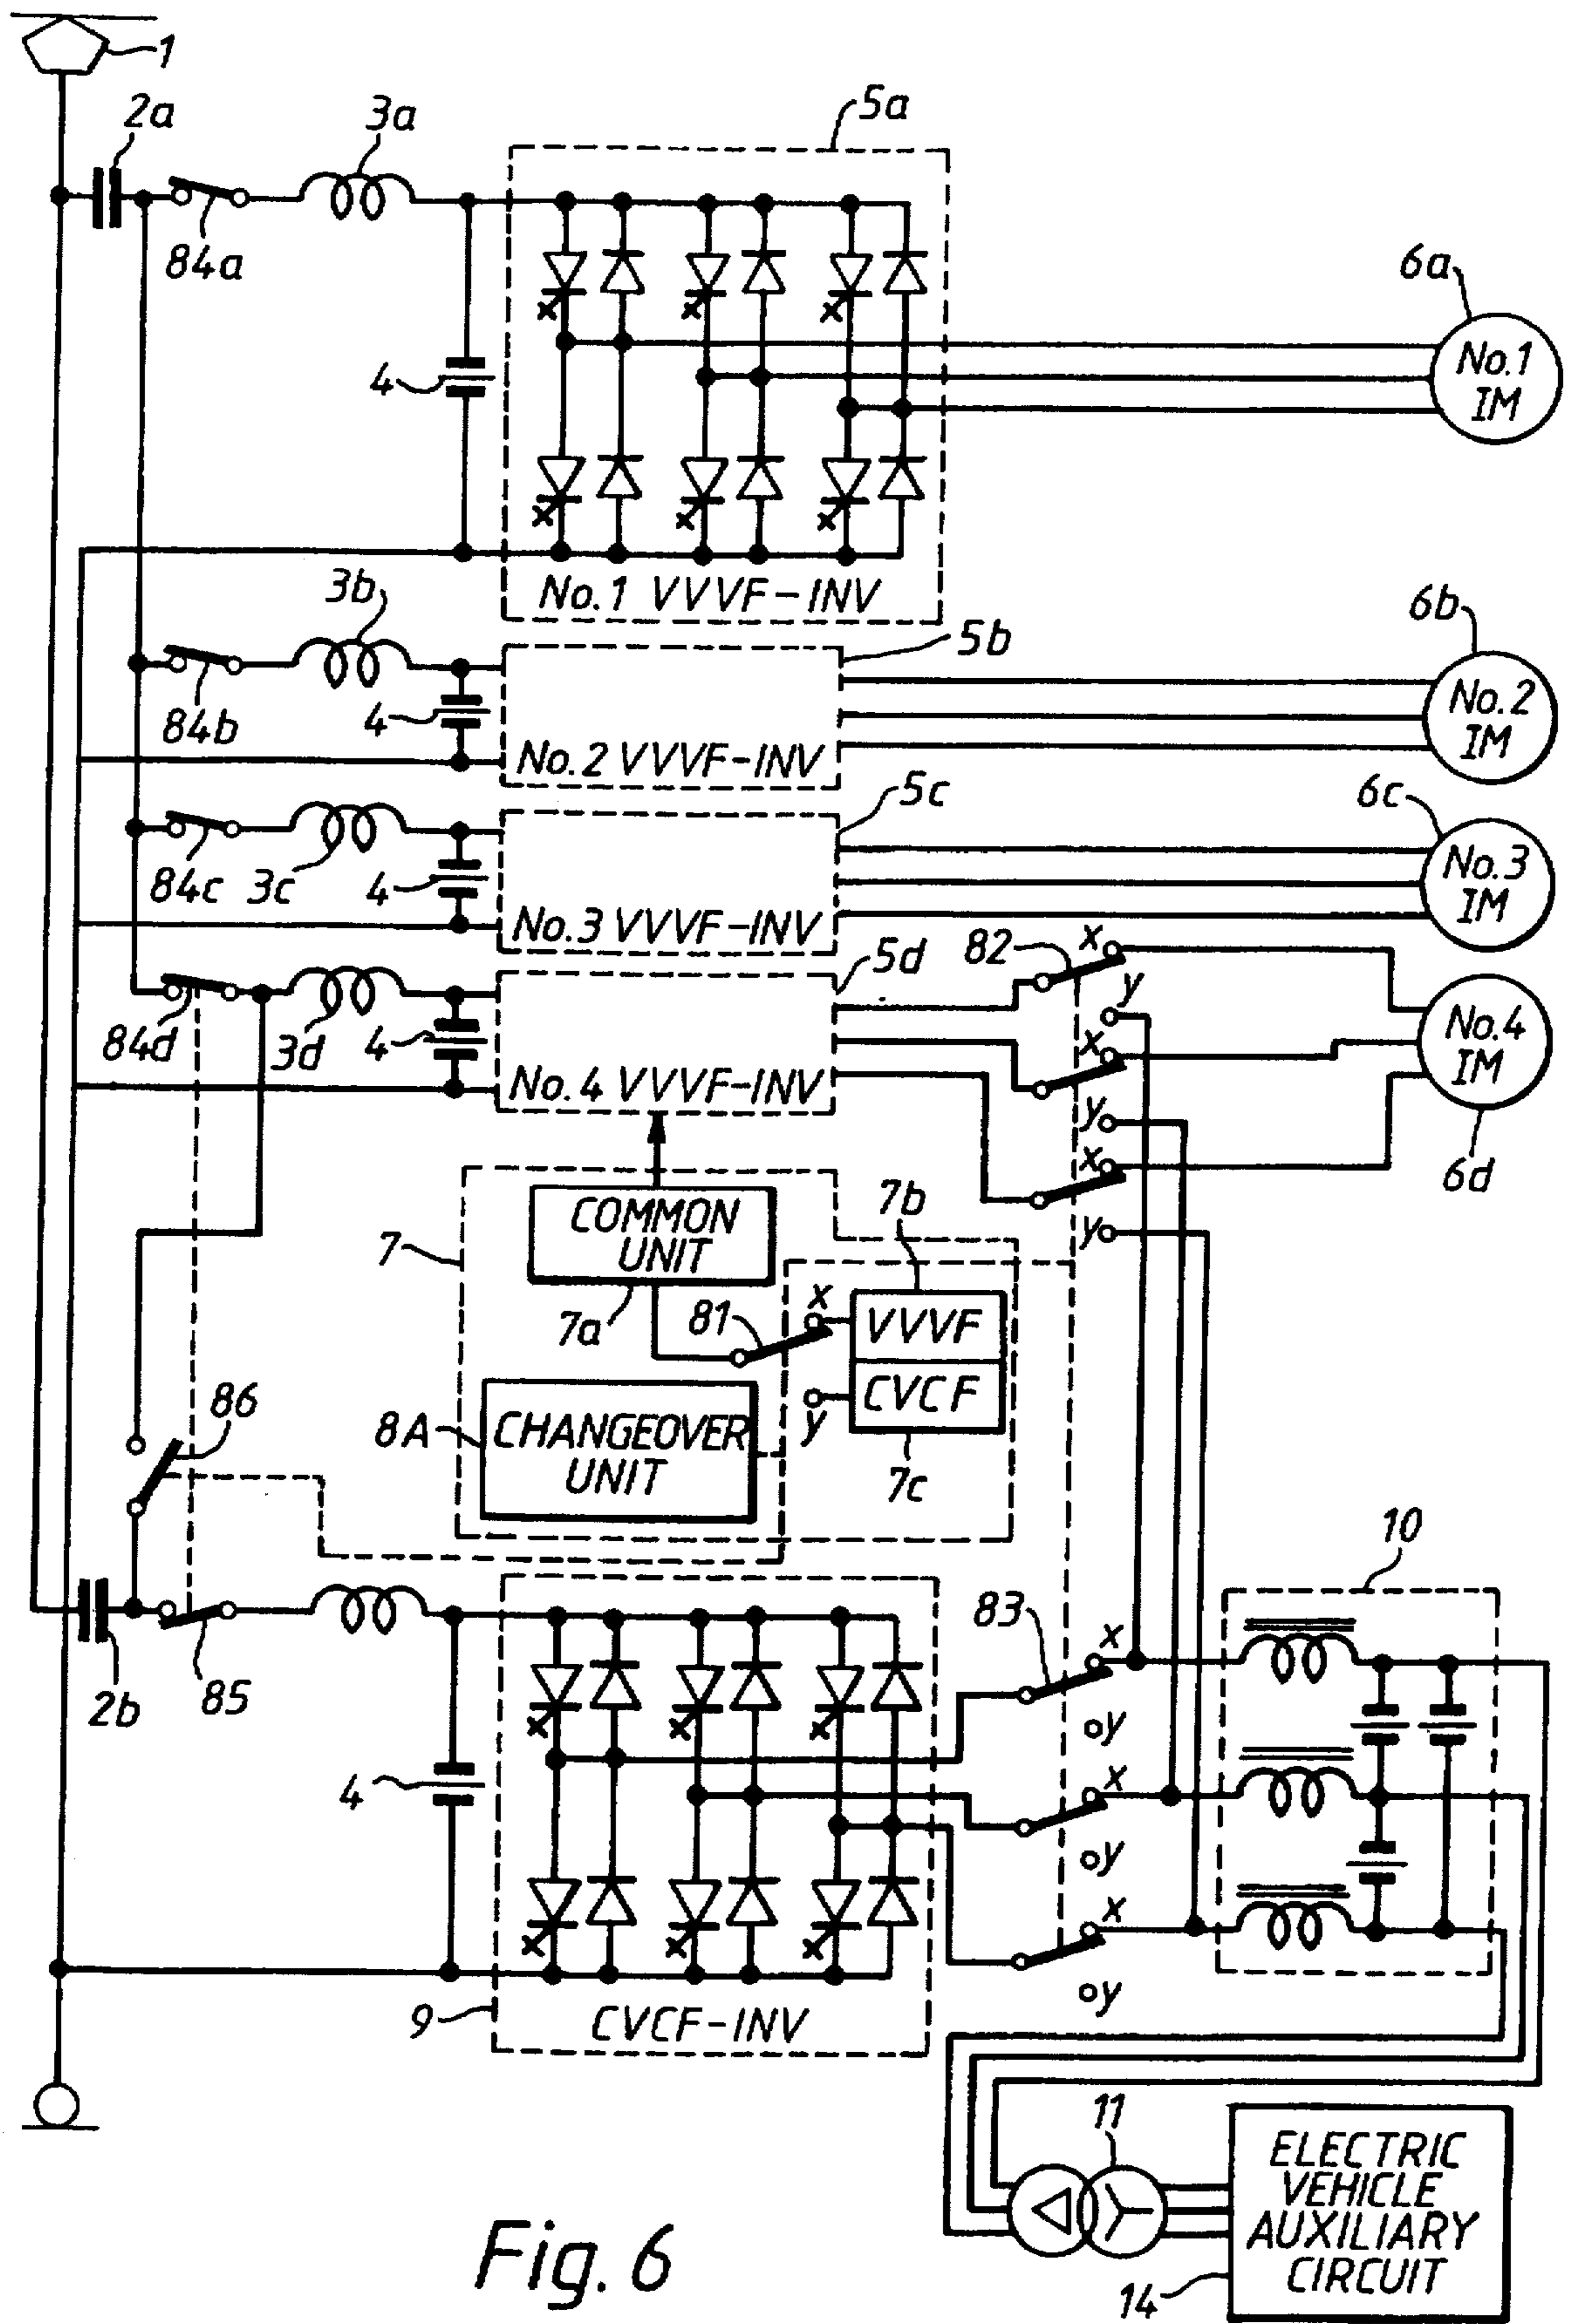 1
2a
3a
5a
84a
6a
No.1
IM
4
x
x
x
x
x
x
No.1 VVVF-INV
3b
5b
6b
84b
4
No.2 VVVF-INV
No.2
IM
5c
6c
84c
3c
4
No.3 VVVF-INV
No.3
IM
82
x
y
5d
84d
3d
4
No.4 VVVF-INV
x
No.4
IM
y
x
6d
y
7
COMMON
UNIT
7a
7b
81
x
VVVF
CVCF
y
7c
8A
CHANGEOVER
UNIT
86
2b
85
10
83
x
y
x
x
x
4
x
y
x
x
x
x
y
9
CVCF-INV
11
ELECTRIC
VEHICLE
AUXILIARY
CIRCUIT
14
Fig. 6